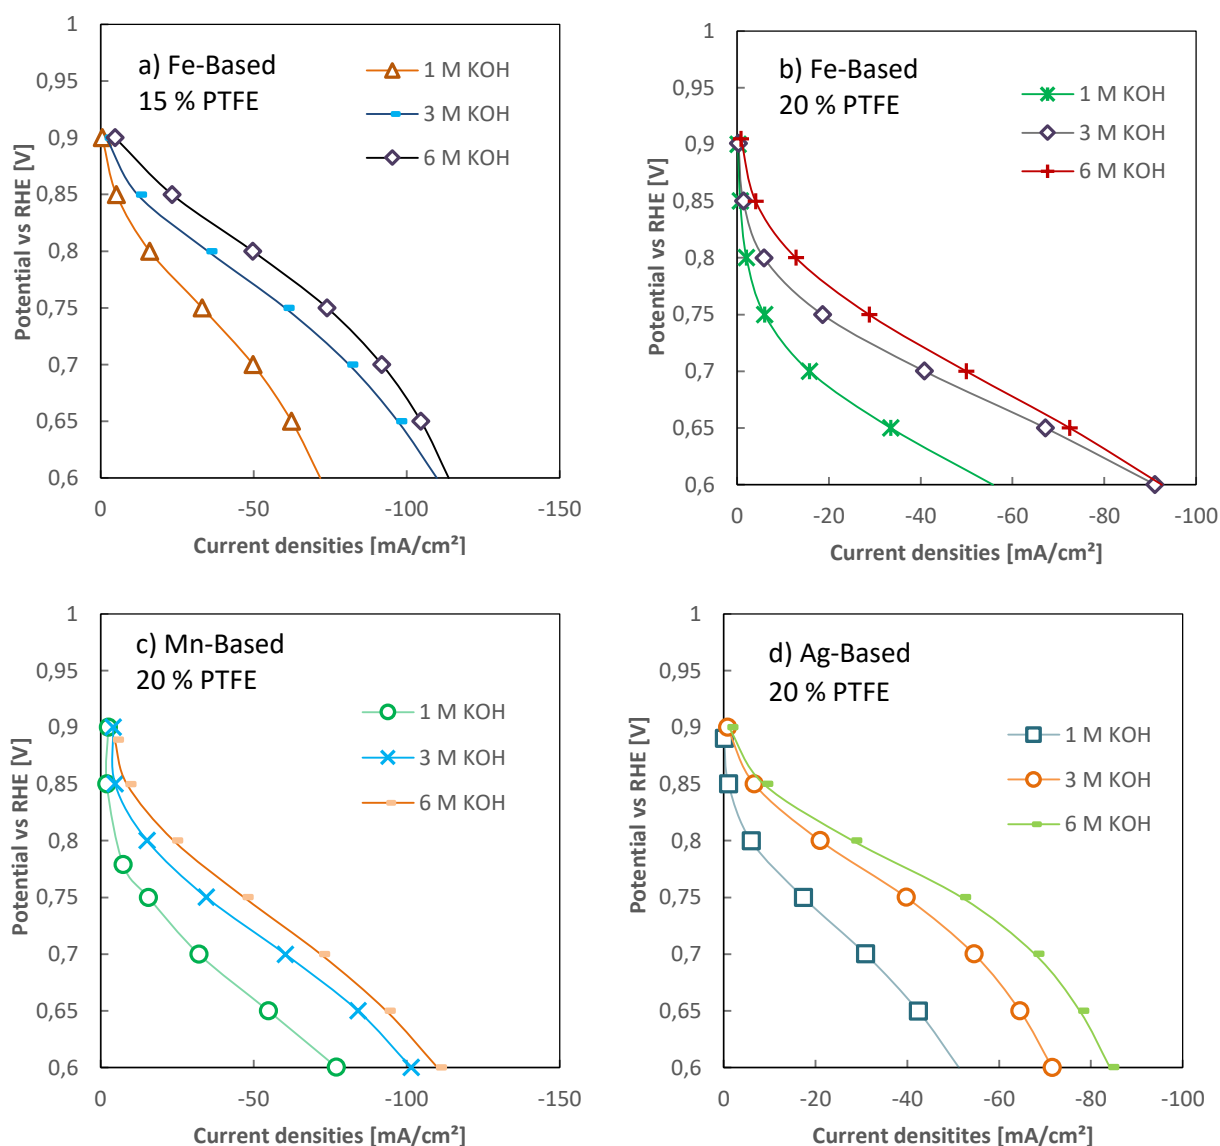 a) Fe-Based
15 % PTFE
1 M KOH
3 M KOH
6 M KOH
Potential vs RHE [V]
1
0,95
0,9
0,85
0,8
0,75
0,7
0,65
0,6
0
-50
-100
-150
Current densities [mA/cm²]
b) Fe-Based
20 % PTFE
1 M KOH
3 M KOH
6 M KOH
Potential vs RHE [V]
1
0,95
0,9
0,85
0,8
0,75
0,7
0,65
0,6
0
-20
-40
-60
-80
-100
Current densities [mA/cm²]
c) Mn-Based
20 % PTFE
1 M KOH
3 M KOH
6 M KOH
Potential vs RHE [V]
1
0,95
0,9
0,85
0,8
0,75
0,7
0,65
0,6
0
-50
-100
-150
Current densities [mA/cm²]
d) Ag-Based
20 % PTFE
1 M KOH
3 M KOH
6 M KOH
Potential vs RHE [V]
1
0,95
0,9
0,85
0,8
0,75
0,7
0,65
0,6
0
-20
-40
-60
-80
-100
Current densitites [mA/cm²]